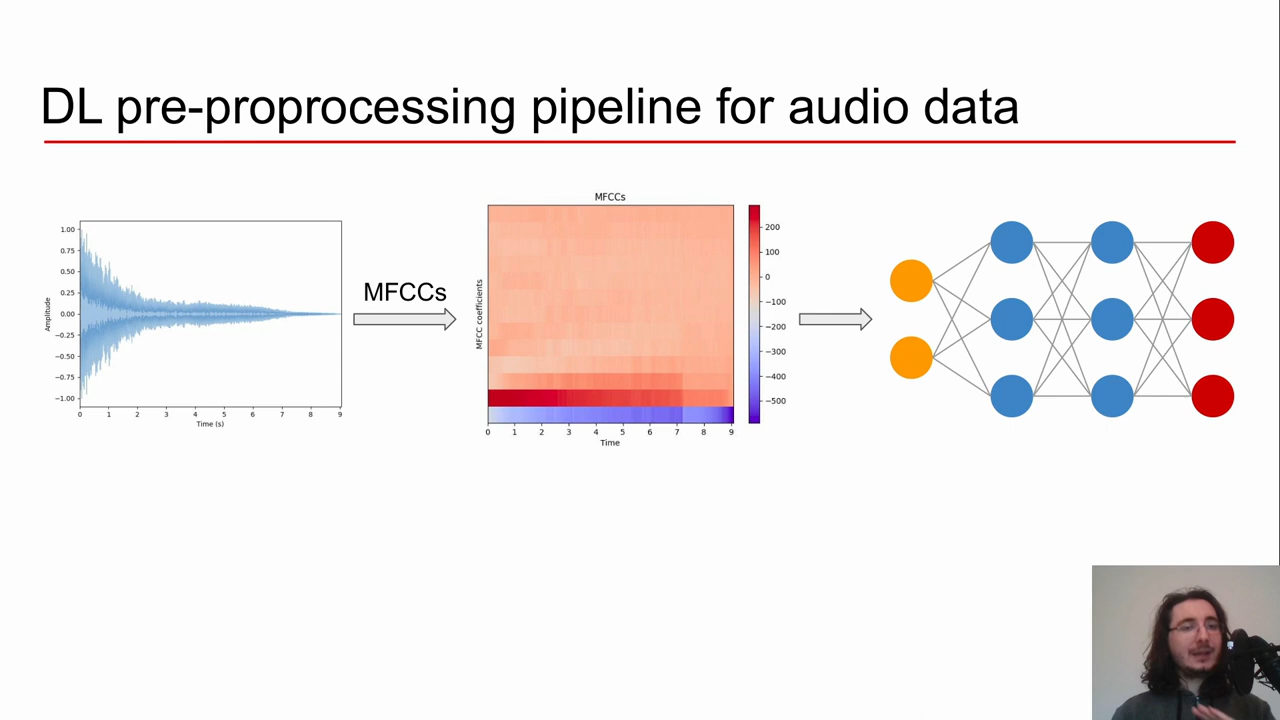 DL pre-proprocessing pipeline for audio data
1.00
0.75
0.50
0.25
0.00
−0.25
−0.50
−0.75
−1.00
Amplitude
0 1 2 3 4 5 6 7 8 9
Time (s)
MFCCs
MFCCs
MFCC coefficients
0 1 2 3 4 5 6 7 8 9
Time
200
100
0
−100
−200
−300
−400
−500